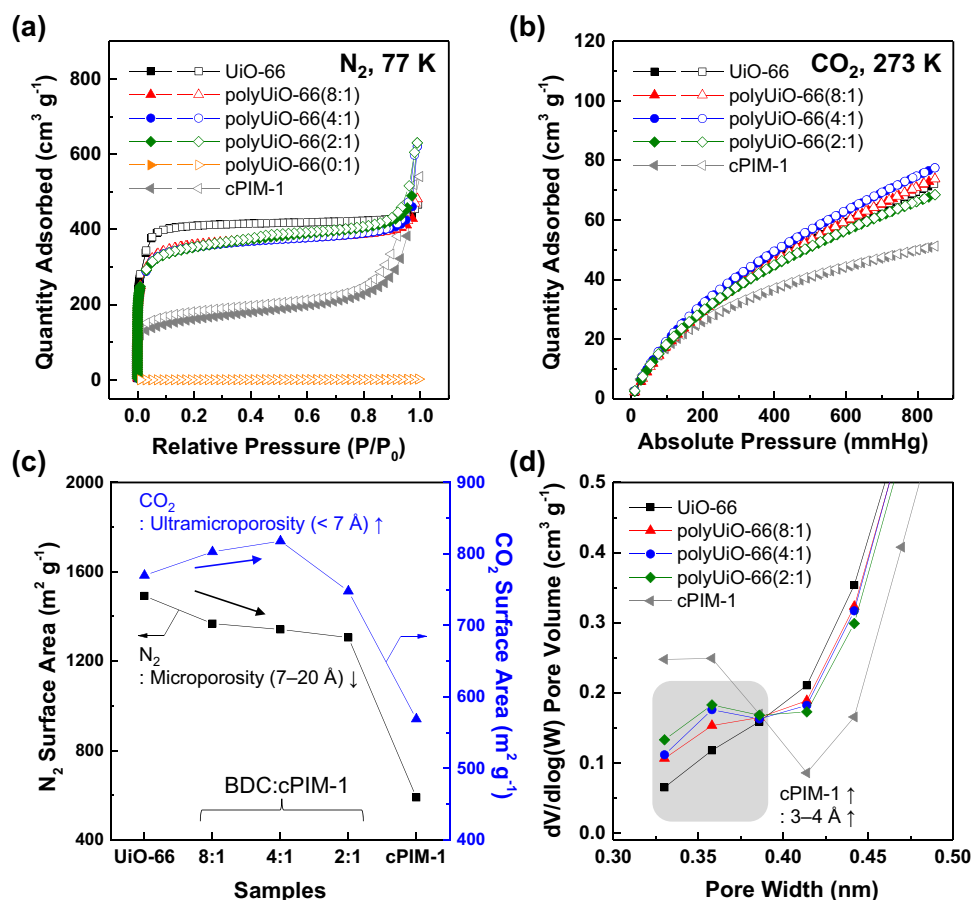 (a)
N₂, 77 K
UiO-66
polyUiO-66(8:1)
polyUiO-66(4:1)
polyUiO-66(2:1)
polyUiO-66(0:1)
cPIM-1
Quantity Adsorbed (cm³ g⁻¹)
800
600
400
200
0
0.0 0.2 0.4 0.6 0.8 1.0
Relative Pressure (P/P₀)
(b)
CO₂, 273 K
UiO-66
polyUiO-66(8:1)
polyUiO-66(4:1)
polyUiO-66(2:1)
cPIM-1
Quantity Adsorbed (cm³ g⁻¹)
120
100
80
60
40
20
0
0 200 400 600 800
Absolute Pressure (mmHg)
(c)
CO₂
: Ultramicroporosity (< 7 Å) ↑
N₂
: Microporosity (7–20 Å) ↓
BDC:cPIM-1
N₂ Surface Area (m² g⁻¹)
2000
1600
1200
800
400
CO₂ Surface Area (m² g⁻¹)
900
800
700
600
500
400
UiO-66 8:1 4:1 2:1 cPIM-1
Samples
(d)
UiO-66
polyUiO-66(8:1)
polyUiO-66(4:1)
polyUiO-66(2:1)
cPIM-1
cPIM-1 ↑
: 3–4 Å ↑
dV/dlog(W) Pore Volume (cm³ g⁻¹)
0.5
0.4
0.3
0.2
0.1
0.0
0.30 0.35 0.40 0.45 0.50
Pore Width (nm)